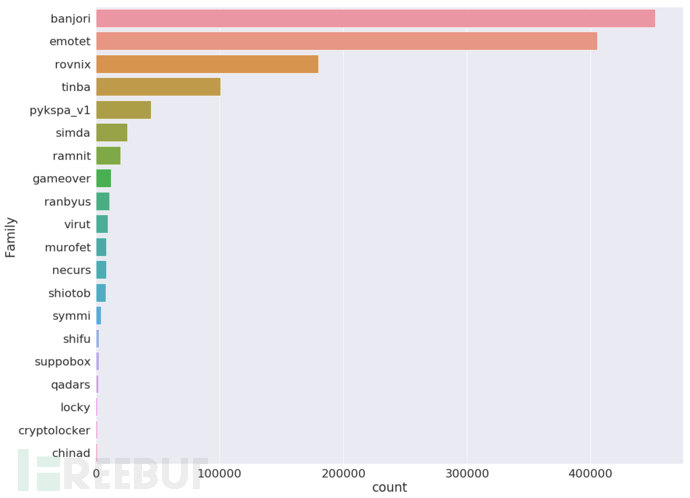 banjori
emotet
rovnix
tinba
pykspa_v1
simda
ramnit
gameover
ranbyus
virut
murofet
necurs
shiotob
symmi
shifu
suppobox
qadars
locky
cryptolocker
chinad
Family
0 100000 200000 300000 400000
count
FREEBUF